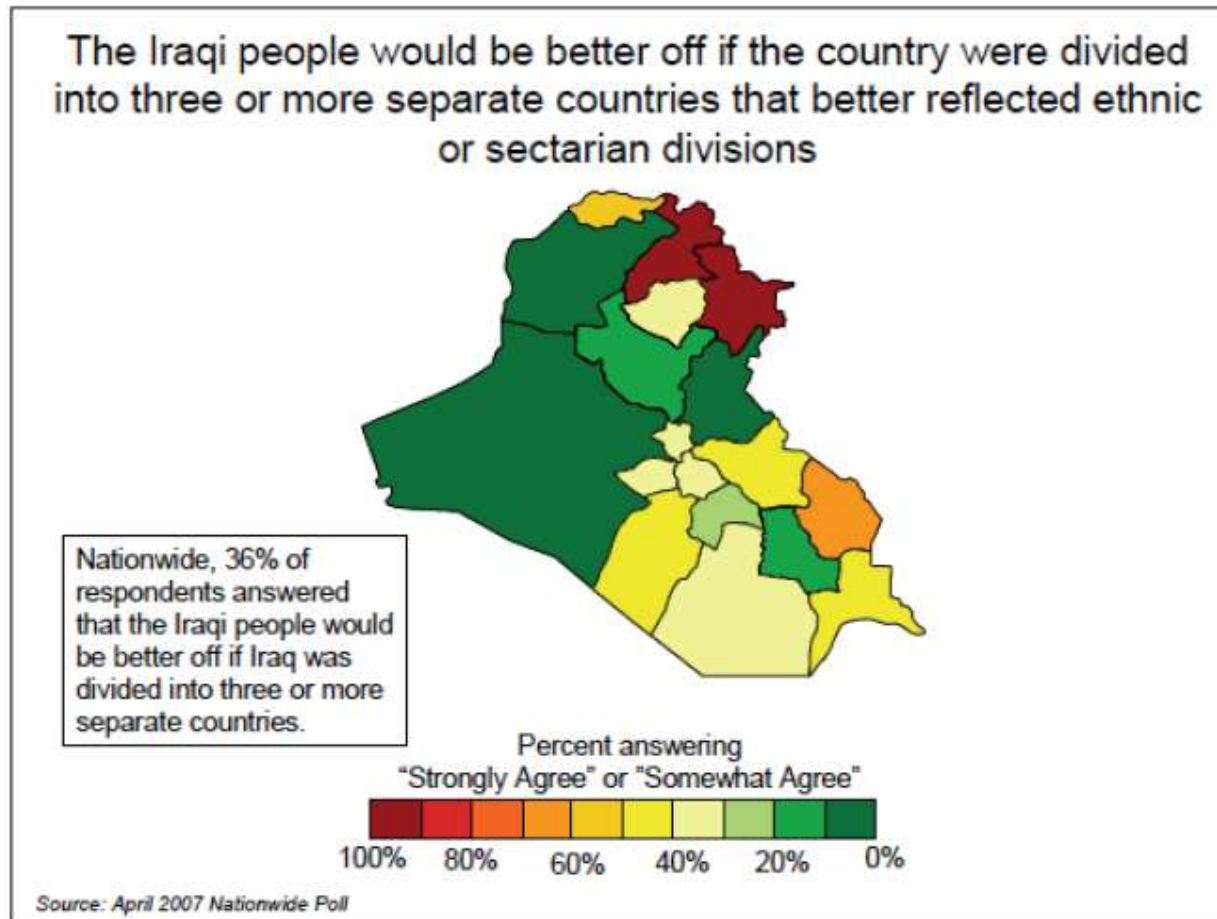 The Iraqi people would be better off if the country were divided
into three or more separate countries that better reflected ethnic
or sectarian divisions
Nationwide, 36% of
respondents answered
that the Iraqi people would
be better off if Iraq was
divided into three or more
separate countries.
Percent answering
“Strongly Agree” or ”Somewhat Agree”
100% 80% 60% 40% 20% 0%
Source: April 2007 Nationwide Poll